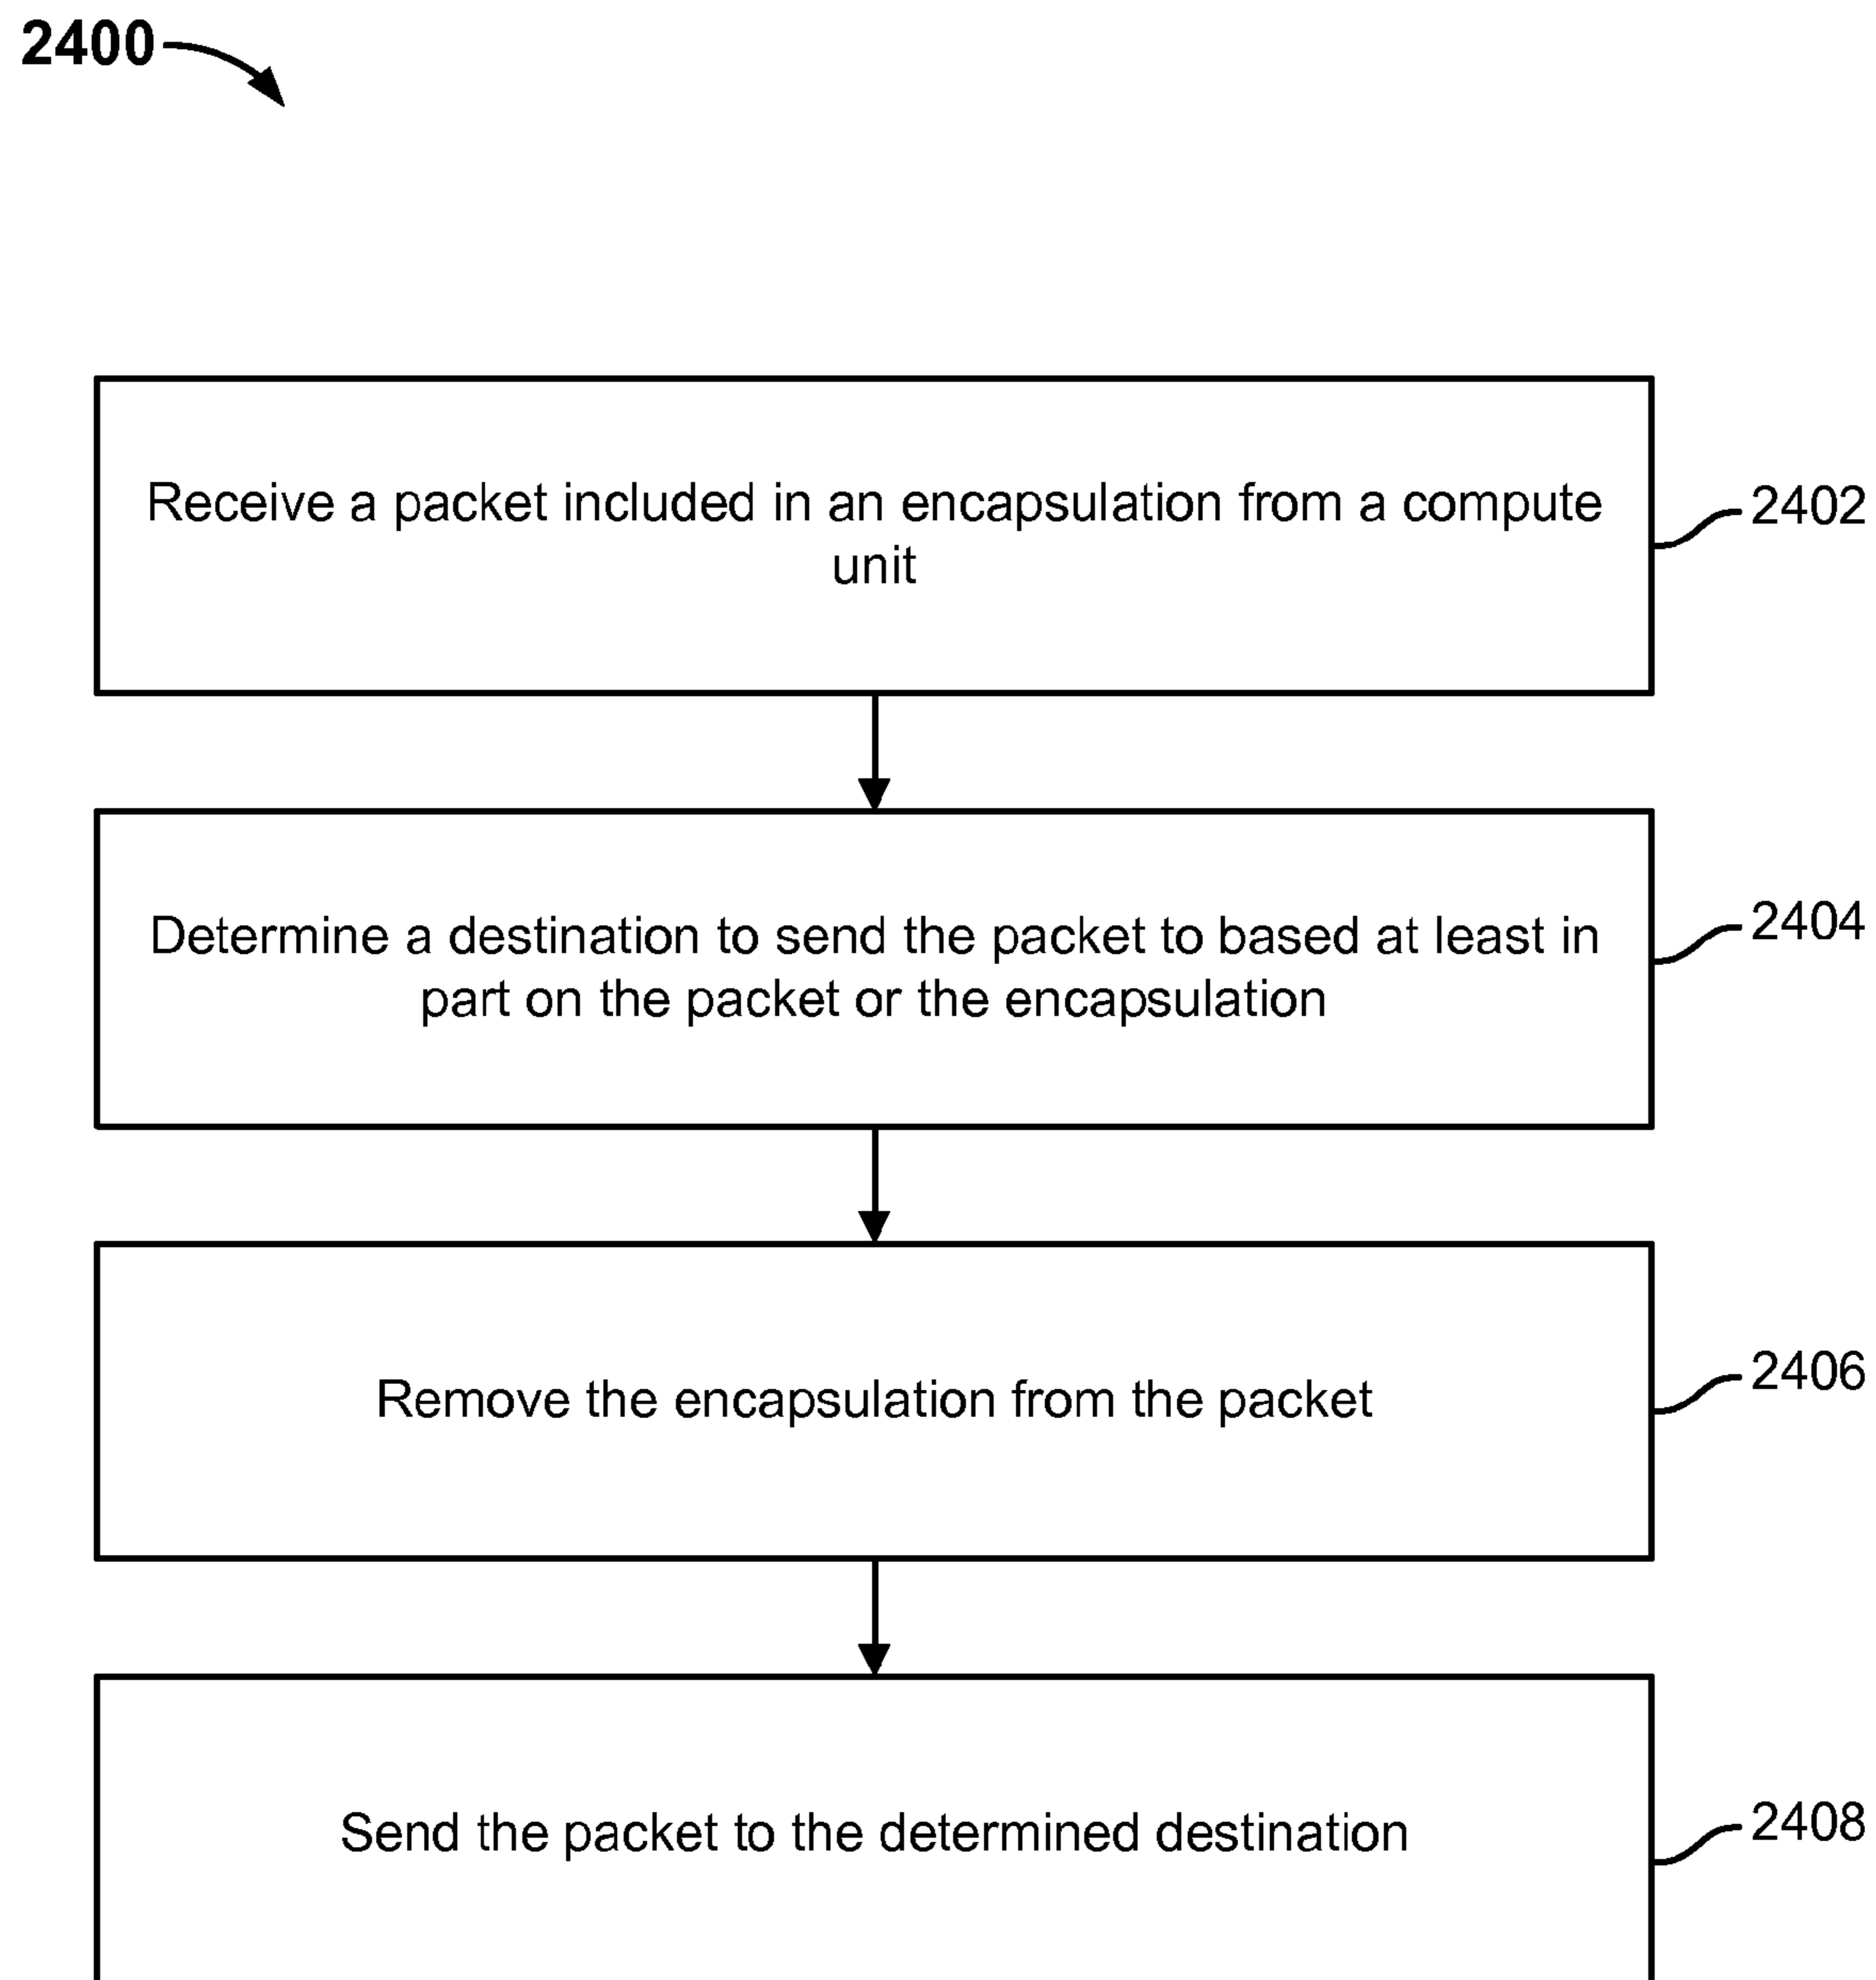 2400
Receive a packet included in an encapsulation from a compute
unit
2402
Determine a destination to send the packet to based at least in
part on the packet or the encapsulation
2404
Remove the encapsulation from the packet
2406
Send the packet to the determined destination
2408